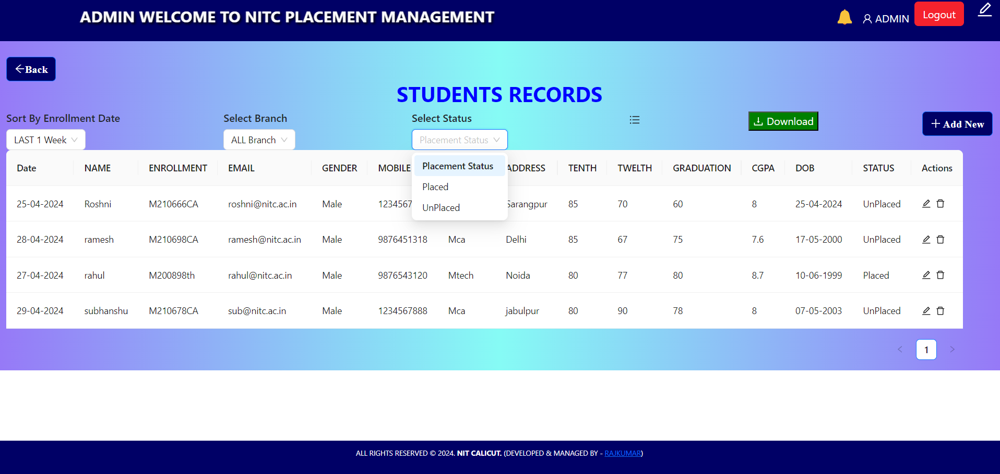 ADMIN WELCOME TO NITC PLACEMENT MANAGEMENT
ADMIN Logout
Back
STUDENTS RECORDS
Sort By Enrollment Date Select Branch Select Status Download Add New
LAST 1 Week ALL Branch Placement Status
Placement Status
Placed
UnPlaced
Date NAME ENROLLMENT EMAIL GENDER MOBILE ADDRESS TENTH TWELTH GRADUATION CGPA DOB STATUS Actions
25-04-2024 Roshni M210666CA roshni@nitc.ac.in Male 1234567 Sarangpur 85 70 60 8 25-04-2024 UnPlaced
28-04-2024 ramesh M210698CA ramesh@nitc.ac.in Male 9876451318 Mca Delhi 85 67 75 7.6 17-05-2000 UnPlaced
27-04-2024 rahul M200898th rahul@nitc.ac.in Male 9876543120 Mtech Noida 80 77 80 8.7 10-06-1999 Placed
29-04-2024 subhanshu M210678CA sub@nitc.ac.in Male 1234567888 Mca jabulpur 80 90 78 8 07-05-2003 UnPlaced
1
ALL RIGHTS RESERVED © 2024. NIT CALICUT. (DEVELOPED & MANAGED BY - RAJKUMAR)